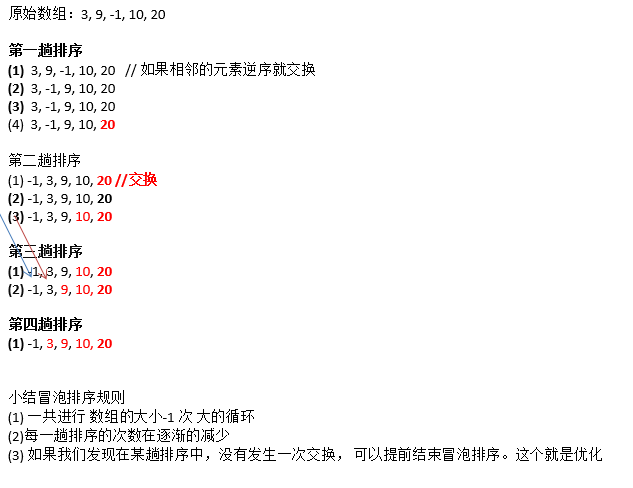 原始数组：3, 9, -1, 10, 20
第一趟排序
(1) 3, 9, -1, 10, 20 // 如果相邻的元素逆序就交换
(2) 3, -1, 9, 10, 20
(3) 3, -1, 9, 10, 20
(4) 3, -1, 9, 10, 20
第二趟排序
(1) -1, 3, 9, 10, 20 //交换
(2) -1, 3, 9, 10, 20
(3) -1, 3, 9, 10, 20
第三趟排序
(1) -1, 3, 9, 10, 20
(2) -1, 3, 9, 10, 20
第四趟排序
(1) -1, 3, 9, 10, 20
小结冒泡排序规则
(1) 一共进行 数组的大小-1 次 大的循环
(2)每一趟排序的次数在逐渐的减少
(3) 如果我们发现在某趟排序中，没有发生一次交换， 可以提前结束冒泡排序。这个就是优化